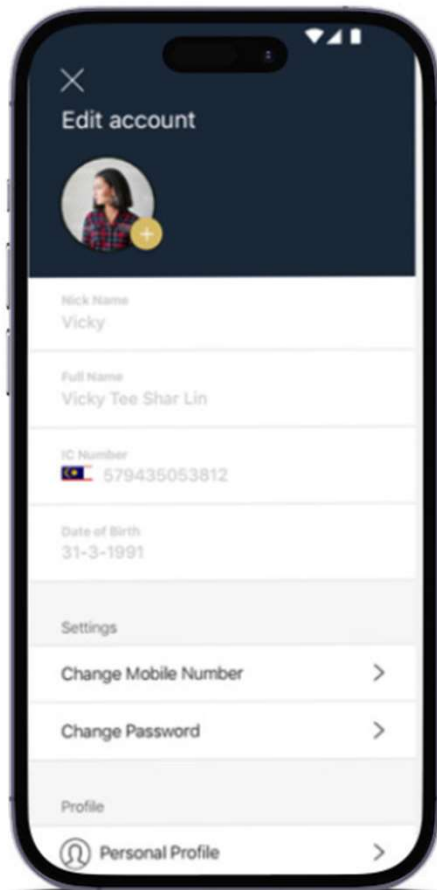 Edit account
Nick Name
Vicky
Full Name
Vicky Tee Shar Lin
IC Number
579435053812
Date of Birth
31-3-1991
Settings
Change Mobile Number
Change Password
Profile
Personal Profile